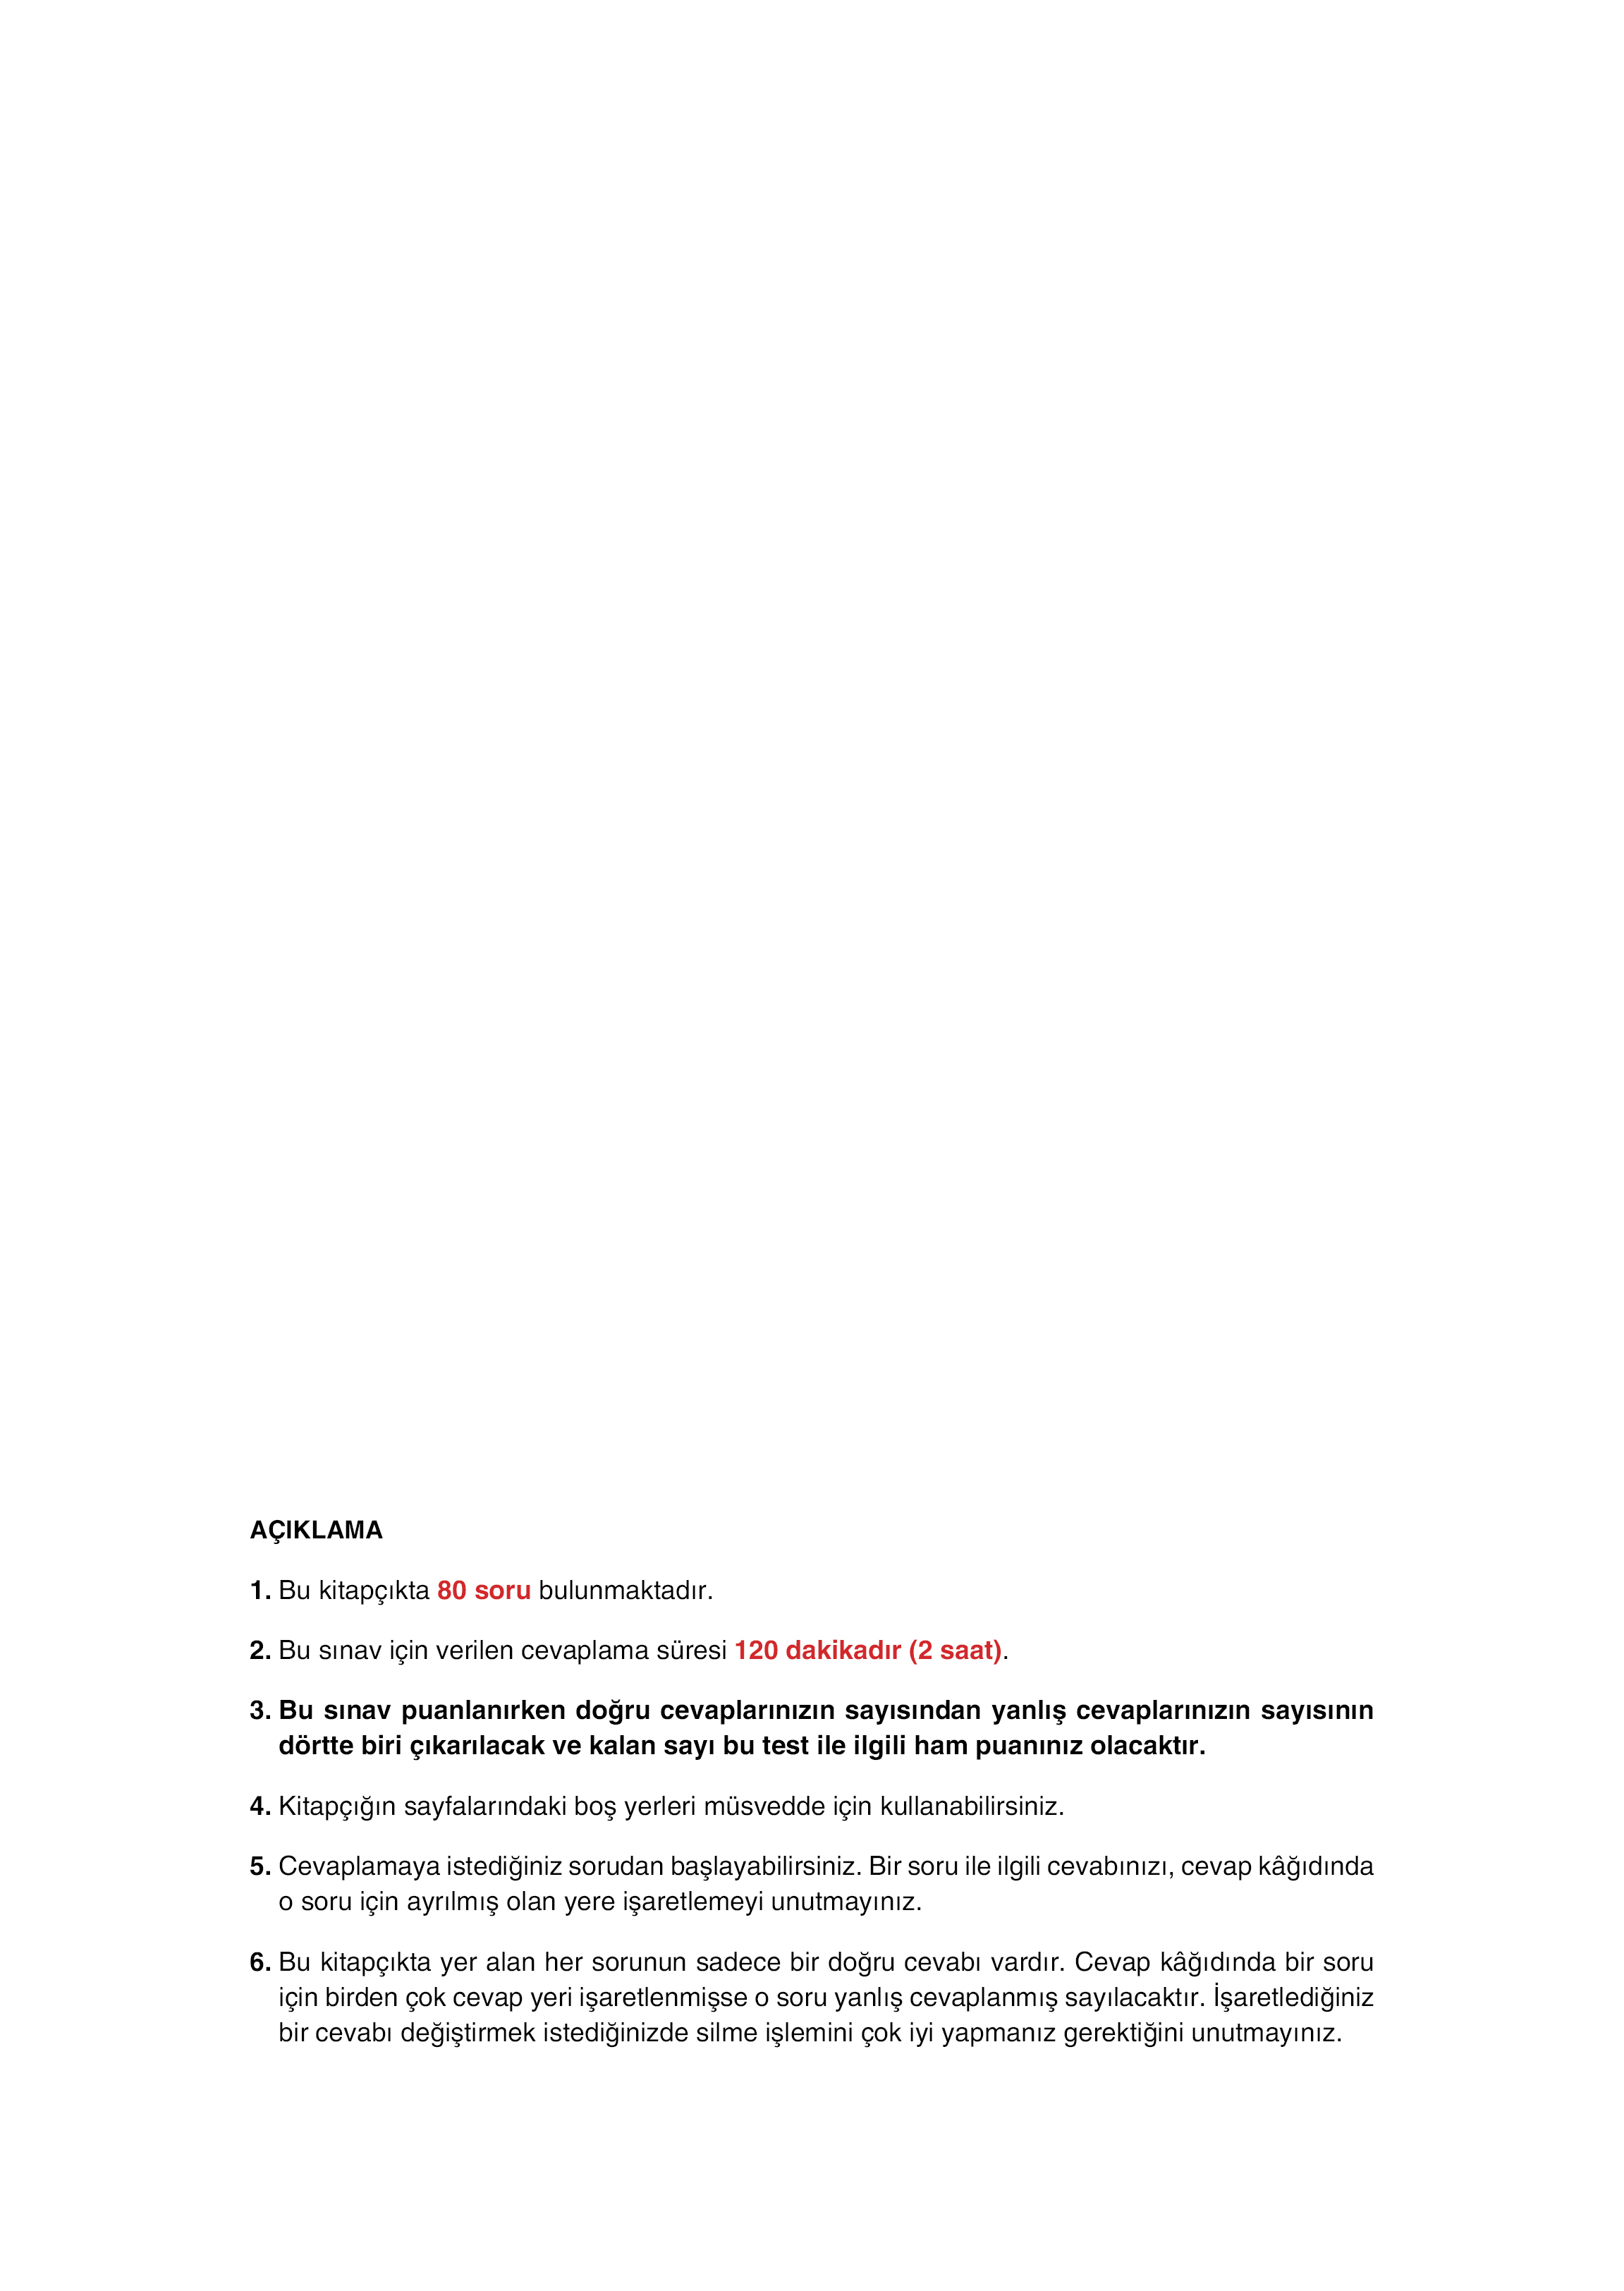 AÇIKLAMA
1. Bu kitapçıkta 80 soru bulunmaktadır.
2. Bu sınav için verilen cevaplama süresi 120 dakikadır (2 saat).
3. Bu sınav puanlanırken doğru cevaplarınızın sayısından yanlış cevaplarınızın sayısının
dörtte biri çıkarılacak ve kalan sayı bu test ile ilgili ham puanınız olacaktır.
4. Kitapçığın sayfalarındaki boş yerleri müsvedde için kullanabilirsiniz.
5. Cevaplamaya istediğiniz sorudan başlayabilirsiniz. Bir soru ile ilgili cevabınızı, cevap kâğıdında
o soru için ayrılmış olan yere işaretlemeyi unutmayınız.
6. Bu kitapçıkta yer alan her sorunun sadece bir doğru cevabı vardır. Cevap kâğıdında bir soru
için birden çok cevap yeri işaretlenmişse o soru yanlış cevaplanmış sayılacaktır. İşaretlediğiniz
bir cevabı değiştirmek istediğinizde silme işlemini çok iyi yapmanız gerektiğini unutmayınız.